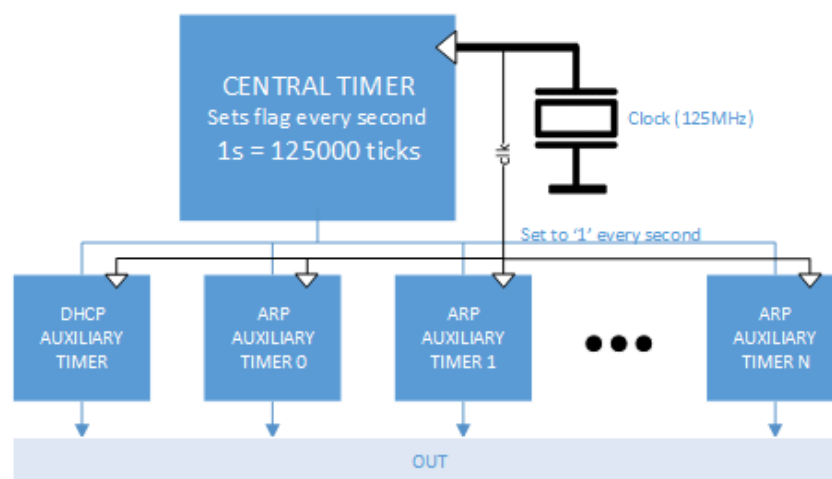 CENTRAL TIMER
Sets flag every second
1s = 125000 ticks
Clock (125MHz)
clk
Set to '1' every second
DHCP
AUXILIARY
TIMER
ARP
AUXILIARY
TIMER 0
ARP
AUXILIARY
TIMER 1
ARP
AUXILIARY
TIMER N
OUT